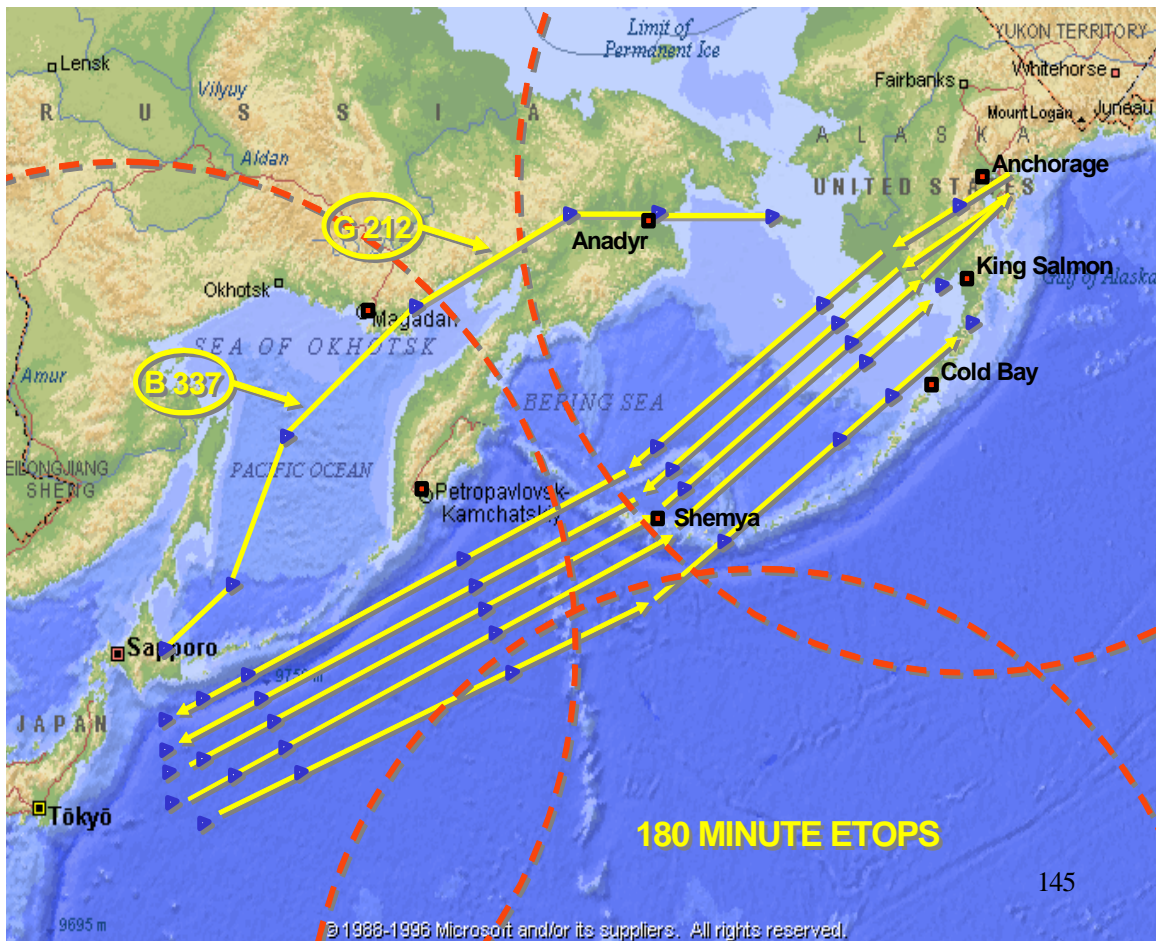 Limit of
Permanent Ice
YUKON TERRITORY
Lensk
Whitehorse
Fairbanks
Vilyuy
Juneau
Mount Logan
R U S S I A
A L A S K A
Aldan
Anchorage
UNITED STATES
G 212
Anadyr
King Salmon
Gulf of Alaska
Okhotsk
Magadan
SEA OF OKHOTSK
Amur
B 337
Cold Bay
BERING SEA
EILONGJIANG
SHENG
PACIFIC OCEAN
Petropavlovsk-
Kamchatskiy
Shemya
Sapporo
JAPAN
Tōkyō
180 MINUTE ETOPS
145
9695 m
© 1988-1996 Microsoft and/or its suppliers. All rights reserved.